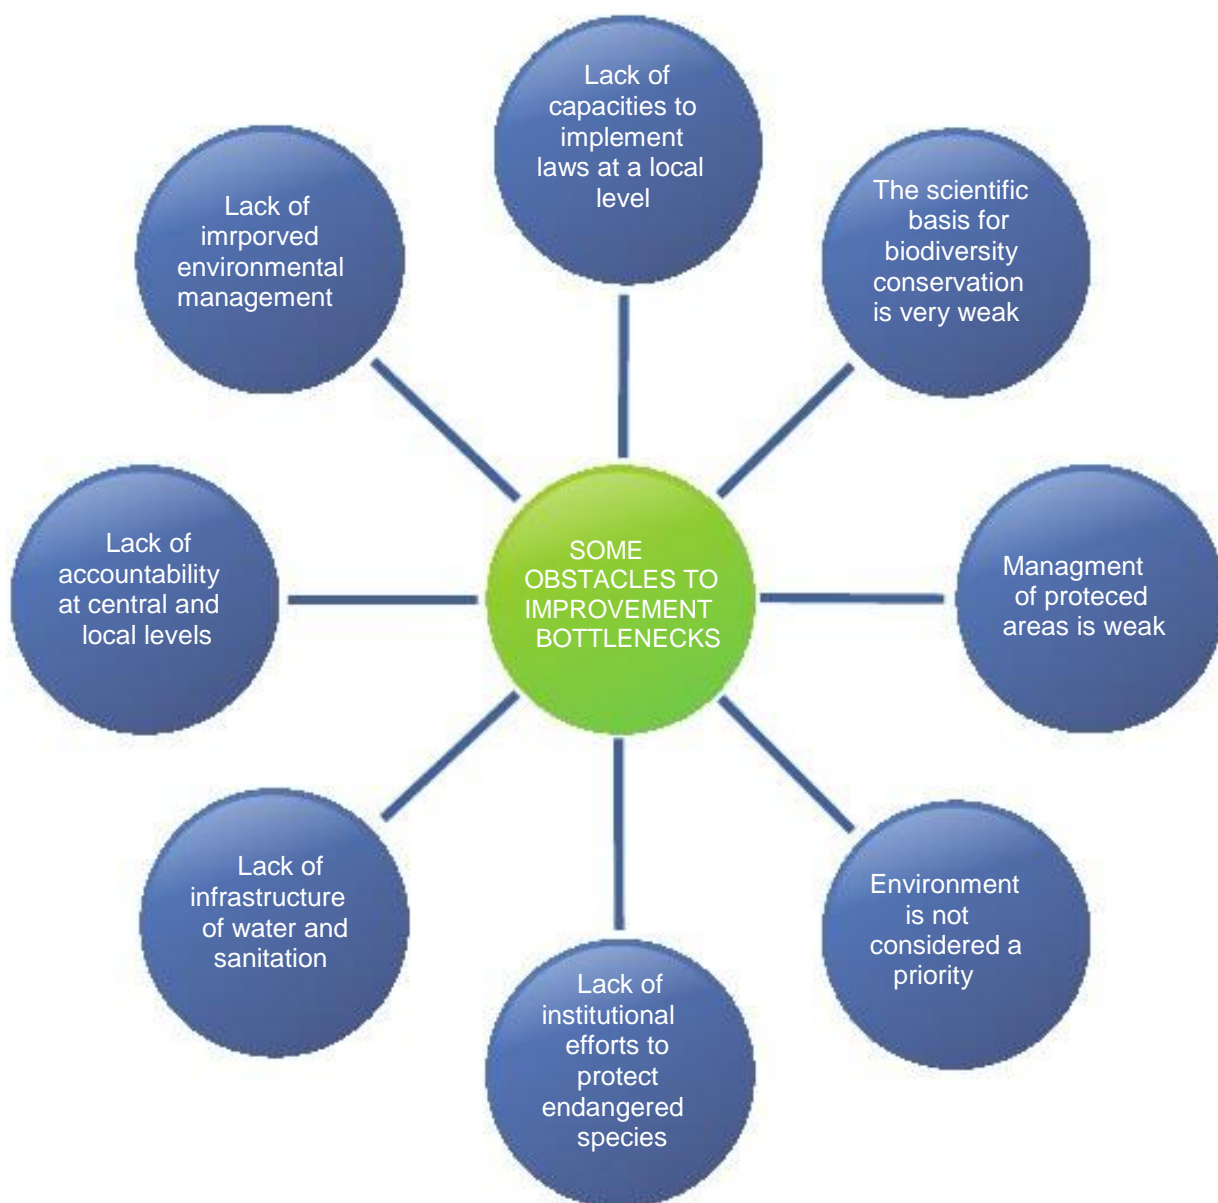 Lack of
capacities to
implement
laws at a local
level
The scientific
basis for
biodiversity
conservation
is very weak
Managment
of proteced
areas is weak
Environment
is not
considered a
priority
Lack of
institutional
efforts to
protect
endangered
species
Lack of
infrastructure
of water and
sanitation
Lack of
accountability
at central and
local levels
Lack of
imrporved
environmental
management
SOME
OBSTACLES TO
IMPROVEMENT
BOTTLENECKS